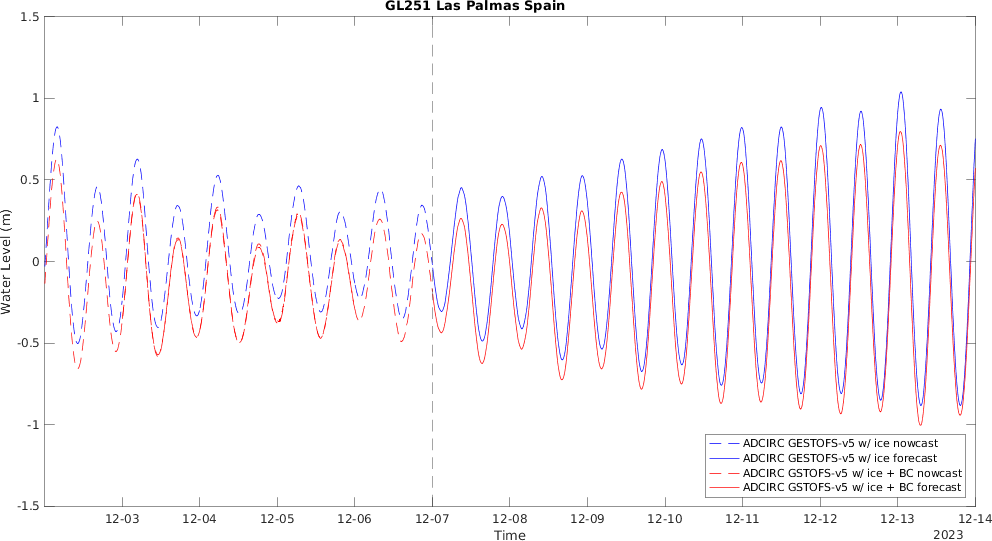 GL251 Las Palmas Spain
1.5
1
0.5
0
-0.5
-1
-1.5
Water Level (m)
12-03 12-04 12-05 12-06 12-07 12-08 12-09 12-10 12-11 12-12 12-13 12-14
Time
2023
ADCIRC GESTOFS-v5 w/ ice nowcast
ADCIRC GESTOFS-v5 w/ ice forecast
ADCIRC GSTOFS-v5 w/ ice + BC nowcast
ADCIRC GSTOFS-v5 w/ ice + BC forecast